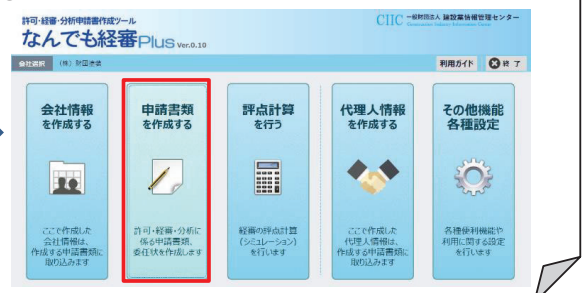 許可・経審・分析申請書作成ツール
なんでも経審Plus Ver.0.10
CIIC 一般財団法人 建設業情報管理センター
Construction Industry Information Center
会社選択 (株) 財団塗装
利用ガイド 終 了
会社情報
を作成する
ここで作成した
会社情報は、
作成する申請書類に
取り込みます
申請書類
を作成する
許可・経審・分析に
係る申請書類、
委任状を作成します
評点計算
を行う
経審の評点計算
(シミュレーション)
を行います
代理人情報
を作成する
ここで作成した
代理人情報は、
作成する申請書類に
取り込みます
その他機能
各種設定
各種便利機能や
利用に関する設定
を行います